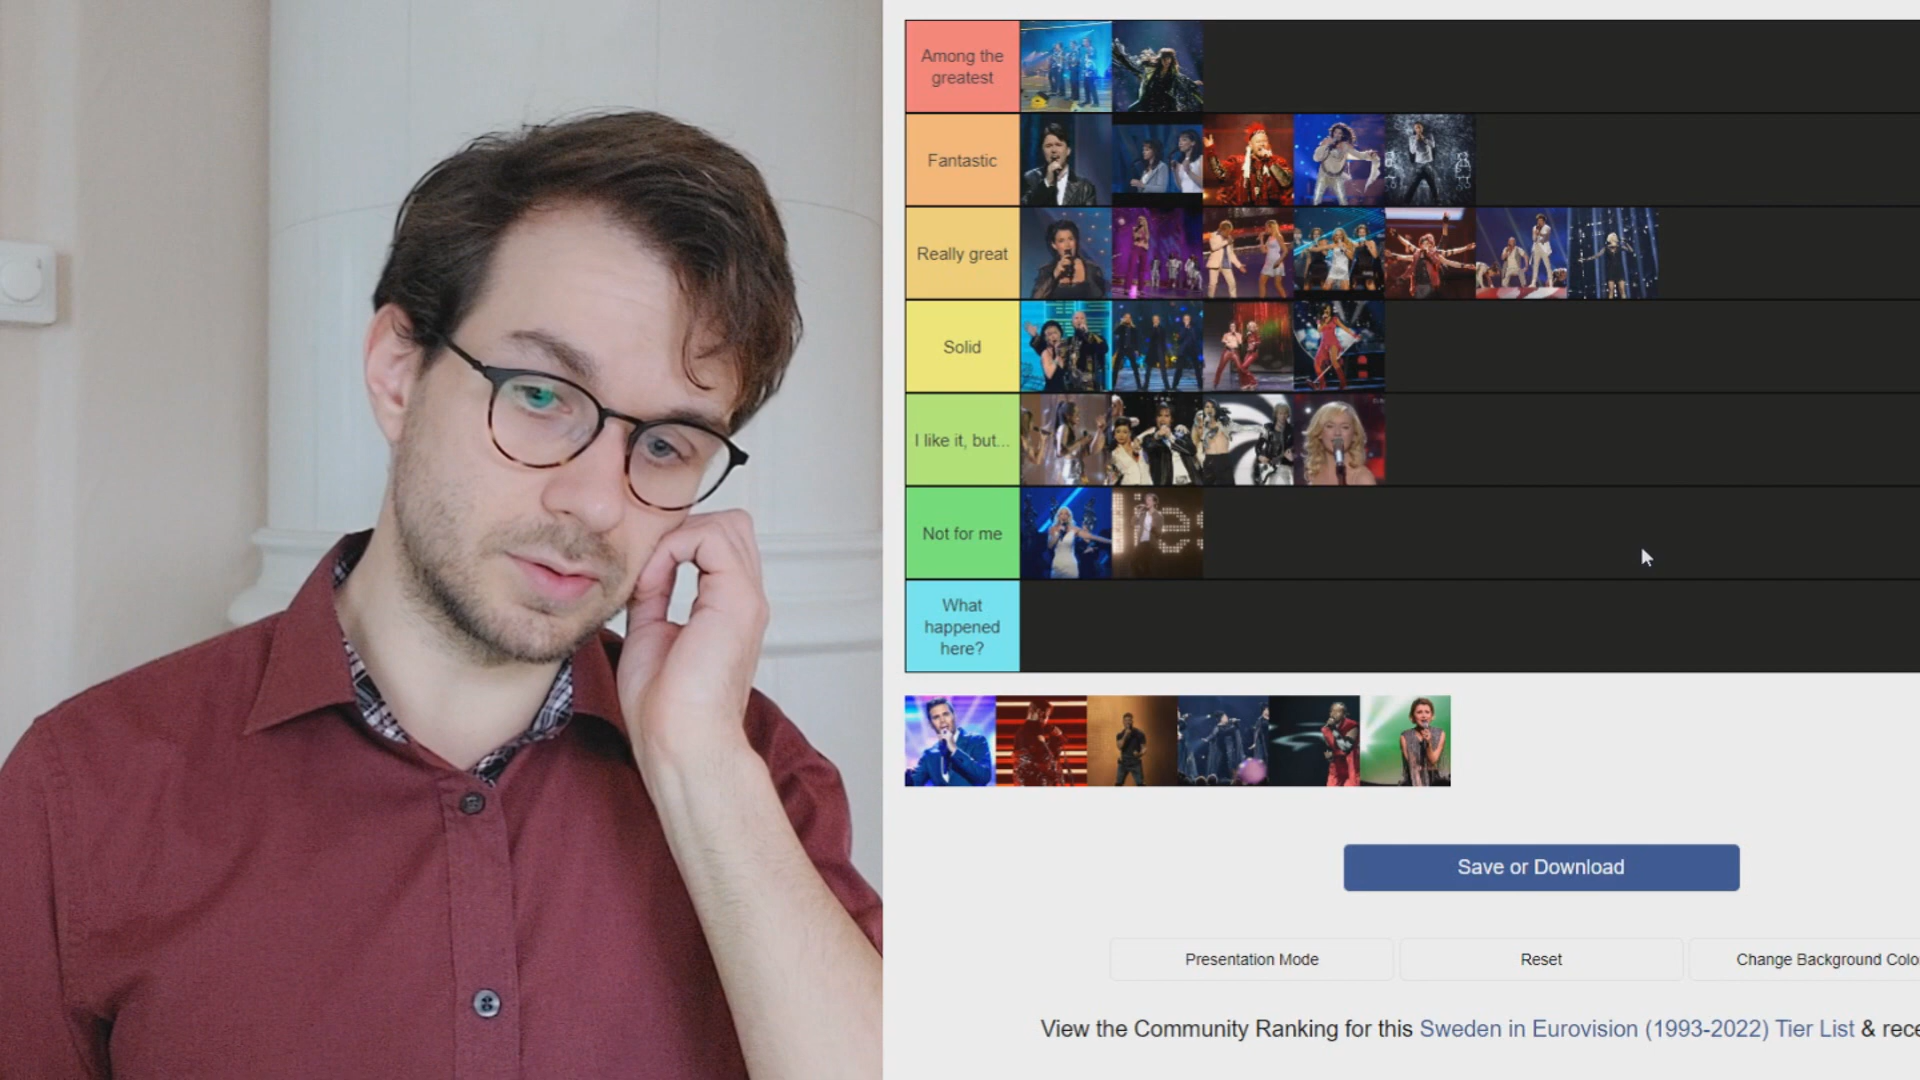 Among the
greatest
Fantastic
Really great
Solid
I like it, but...
Not for me
What
happened
here?
Save or Download
Presentation Mode
Reset
Change Background Colo
View the Community Ranking for this Sweden in Eurovision (1993-2022) Tier List & rece